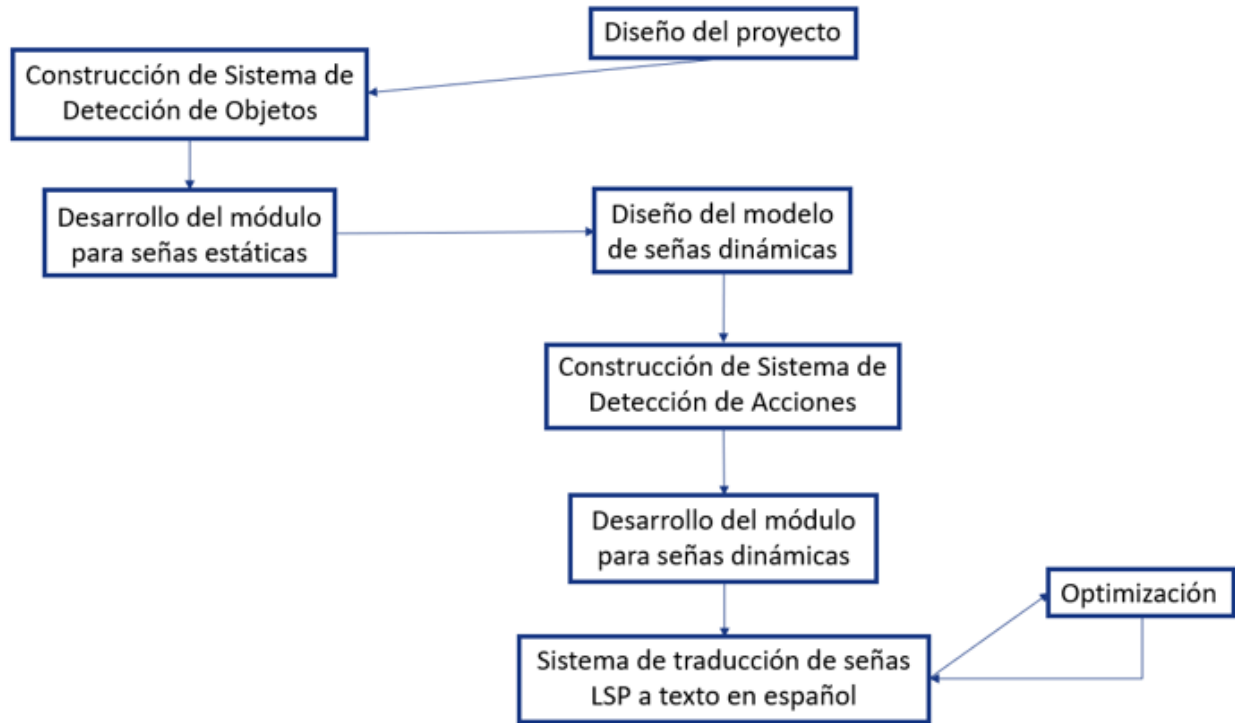 Diseño del proyecto
Construcción de Sistema de
Detección de Objetos
Desarrollo del módulo
para señas estáticas
Diseño del modelo
de señas dinámicas
Construcción de Sistema de
Detección de Acciones
Desarrollo del módulo
para señas dinámicas
Optimización
Sistema de traducción de señas
LSP a texto en español